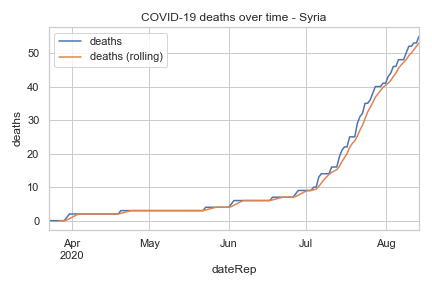 COVID-19 deaths over time - Syria
deaths
deaths (rolling)
deaths
50
40
30
20
10
0
Apr May Jun Jul Aug
2020
dateRep